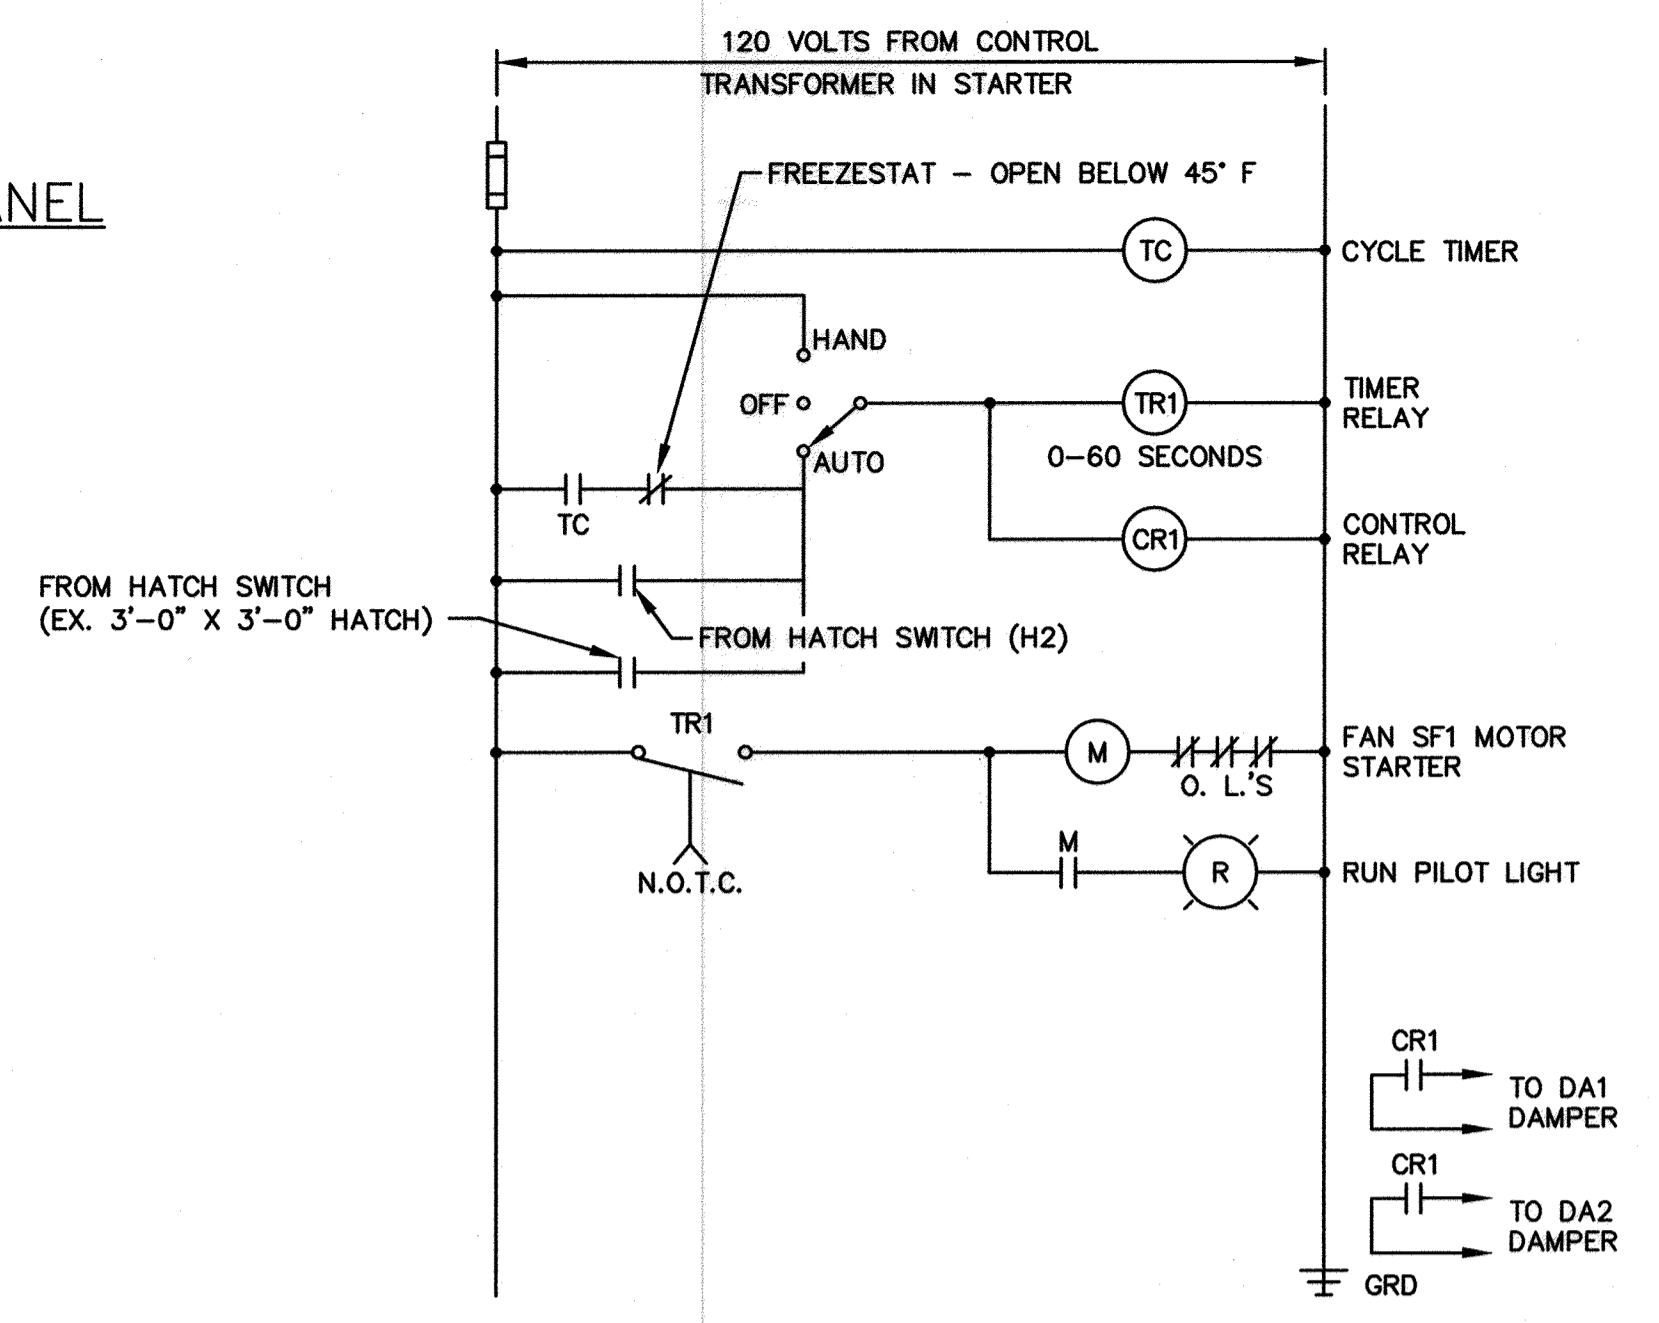 120 VOLTS FROM CONTROL
TRANSFORMER IN STARTER
FREEZESTAT – OPEN BELOW 45° F
ANEL
TC
CYCLE TIMER
HAND
OFF
AUTO
TR1
0–60 SECONDS
TIMER
RELAY
TC
CR1
CONTROL
RELAY
FROM HATCH SWITCH
(EX. 3'–0" X 3'–0" HATCH)
FROM HATCH SWITCH (H2)
TR1
N.O.T.C.
M
O. L.'S
FAN SF1 MOTOR
STARTER
M
R
RUN PILOT LIGHT
CR1
TO DA1
DAMPER
CR1
TO DA2
DAMPER
GRD